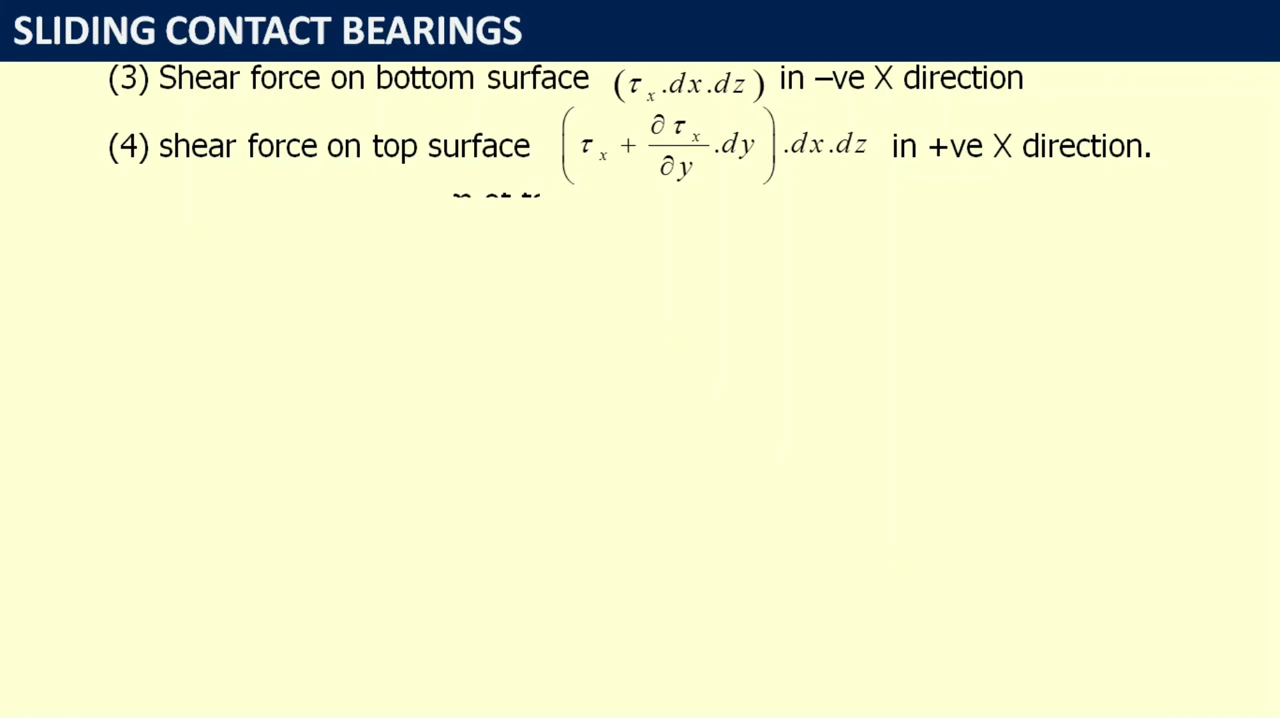 SLIDING CONTACT BEARINGS
(3) Shear force on bottom surface (τₓ.dx.dz) in –ve X direction
(4) shear force on top surface (τₓ + ∂τₓ/∂y .dy).dx.dz in +ve X direction.